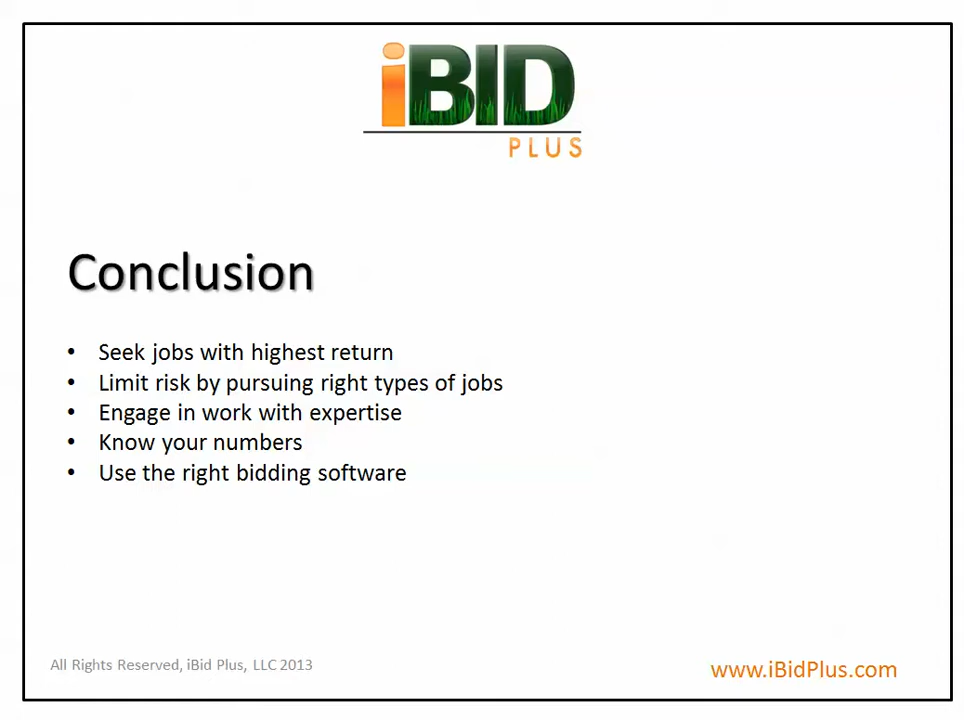 iBID
PLUS
Conclusion
• Seek jobs with highest return
• Limit risk by pursuing right types of jobs
• Engage in work with expertise
• Know your numbers
• Use the right bidding software
All Rights Reserved, iBid Plus, LLC 2013
www.iBidPlus.com